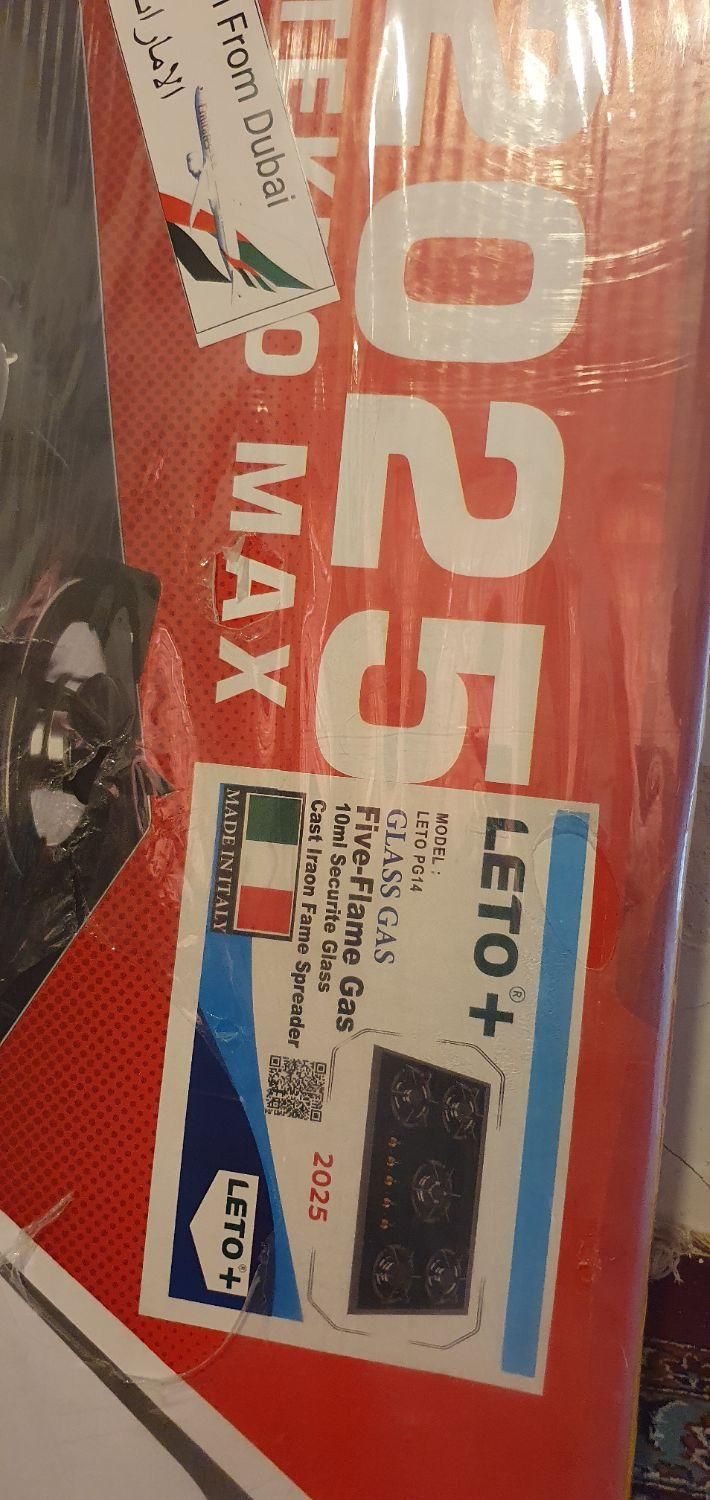 From Dubai
الامارات
2025
MAX
LETO®+
MODEL :
LETO PG14
GLASS GAS
Five-Flame Gas
10ml Securite Glass
Cast Iraon Fame Spreader
MADE IN ITALY
2025
LETO®+